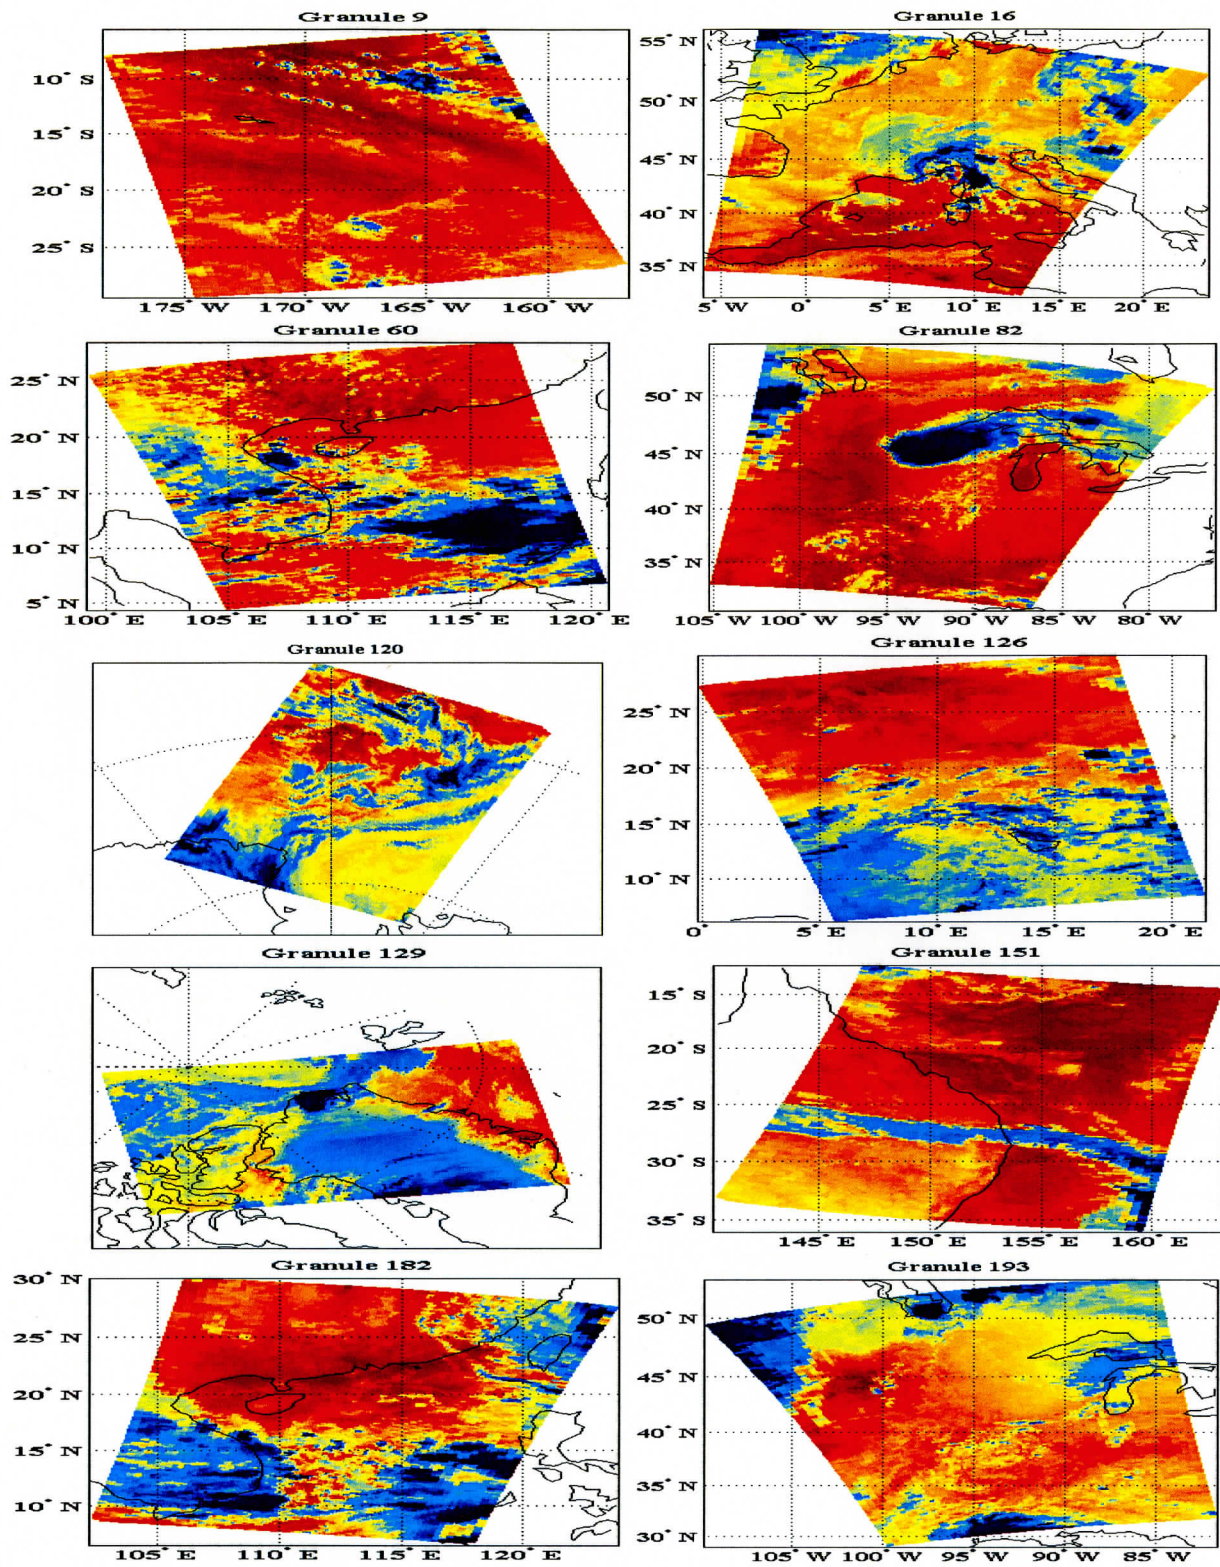 Granule 9
10° S
15° S
20° S
25° S
175° W
170° W
165° W
160° W
Granule 16
55° N
50° N
45° N
40° N
35° N
5° W
0°
5° E
10° E
15° E
20° E
Granule 60
25° N
20° N
15° N
10° N
5° N
100° E
105° E
110° E
115° E
120° E
Granule 82
50° N
45° N
40° N
35° N
105° W
100° W
95° W
90° W
85° W
80° W
Granule 120
Granule 126
25° N
20° N
15° N
10° N
0°
5° E
10° E
15° E
20° E
Granule 129
Granule 151
15° S
20° S
25° S
30° S
35° S
145° E
150° E
155° E
160° E
Granule 182
30° N
25° N
20° N
15° N
10° N
105° E
110° E
115° E
120° E
Granule 193
50° N
45° N
40° N
35° N
30° N
105° W
100° W
95° W
90° W
85° W